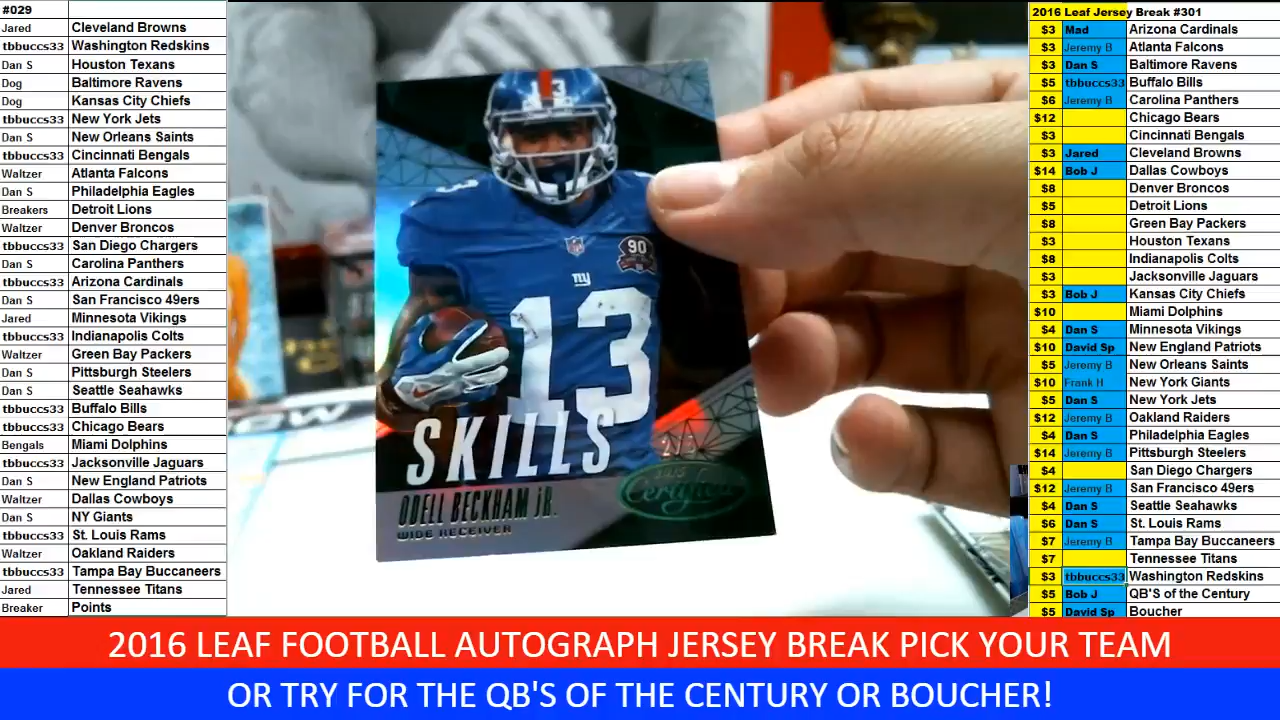 #029
Jared Cleveland Browns
tbbuccs33 Washington Redskins
Dan S Houston Texans
Dog Baltimore Ravens
Dog Kansas City Chiefs
tbbuccs33 New York Jets
Dan S New Orleans Saints
tbbuccs33 Cincinnati Bengals
Waltzer Atlanta Falcons
Dan S Philadelphia Eagles
Breakers Detroit Lions
Waltzer Denver Broncos
tbbuccs33 San Diego Chargers
Dan S Carolina Panthers
tbbuccs33 Arizona Cardinals
Dan S San Francisco 49ers
Jared Minnesota Vikings
tbbuccs33 Indianapolis Colts
Waltzer Green Bay Packers
Dan S Pittsburgh Steelers
Dan S Seattle Seahawks
tbbuccs33 Buffalo Bills
tbbuccs33 Chicago Bears
Bengals Miami Dolphins
tbbuccs33 Jacksonville Jaguars
Dan S New England Patriots
Waltzer Dallas Cowboys
Dan S NY Giants
tbbuccs33 St. Louis Rams
Waltzer Oakland Raiders
tbbuccs33 Tampa Bay Buccaneers
Jared Tennessee Titans
Breaker Points
13
13
90
ny
13
SKILLS
ODELL BECKHAM JR.
WIDE RECEIVER
Certified
2016 Leaf Jersey Break #301
$3 Mad Arizona Cardinals
$3 Jeremy B Atlanta Falcons
$3 Dan S Baltimore Ravens
$5 tbbuccs33 Buffalo Bills
$6 Jeremy B Carolina Panthers
$12 Chicago Bears
$3 Cincinnati Bengals
$3 Jared Cleveland Browns
$14 Bob J Dallas Cowboys
$8 Denver Broncos
$5 Detroit Lions
$8 Green Bay Packers
$3 Houston Texans
$8 Indianapolis Colts
$3 Jacksonville Jaguars
$3 Bob J Kansas City Chiefs
$10 Miami Dolphins
$4 Dan S Minnesota Vikings
$10 David Sp New England Patriots
$5 Jeremy B New Orleans Saints
$10 Frank H New York Giants
$5 Dan S New York Jets
$12 Jeremy B Oakland Raiders
$4 Dan S Philadelphia Eagles
$14 Jeremy B Pittsburgh Steelers
$4 San Diego Chargers
$12 Jeremy B San Francisco 49ers
$4 Dan S Seattle Seahawks
$6 Dan S St. Louis Rams
$7 Jeremy B Tampa Bay Buccaneers
$7 Tennessee Titans
$3 tbbuccs33 Washington Redskins
$5 Bob J QB'S of the Century
$5 David Sp Boucher
2016 LEAF FOOTBALL AUTOGRAPH JERSEY BREAK PICK YOUR TEAM
OR TRY FOR THE QB'S OF THE CENTURY OR BOUCHER!